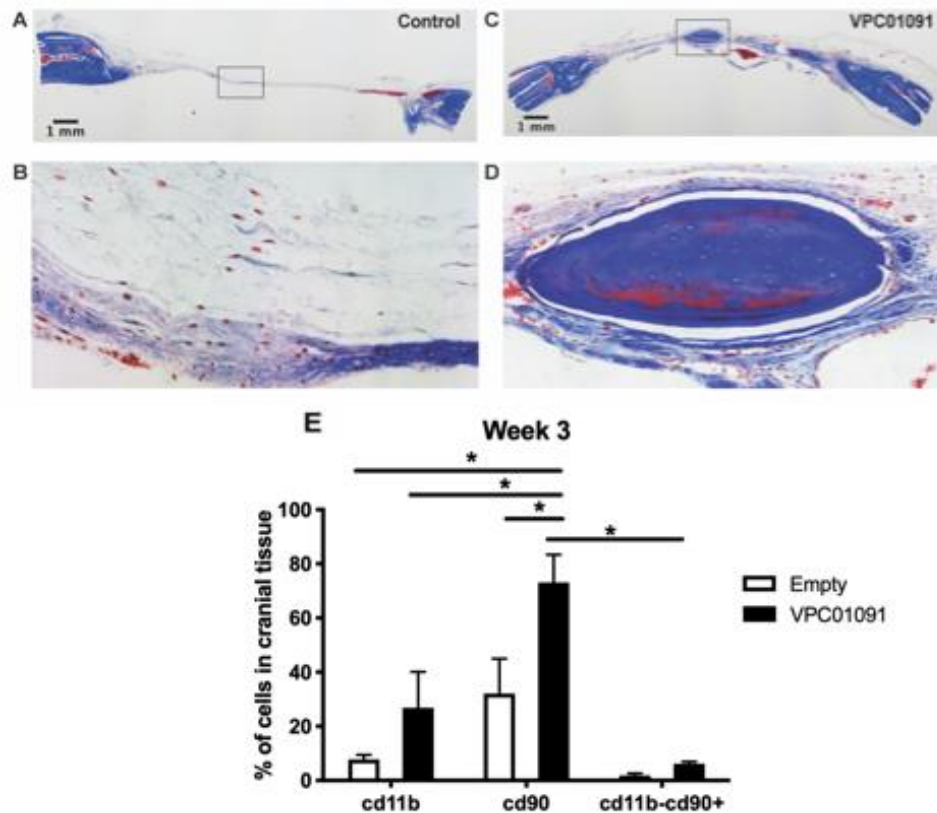 A
Control
1 mm
C
VPC01091
1 mm
B
D
E
Week 3
*
*
*
*
% of cells in cranial tissue
100
80
60
40
20
0
cd11b
cd90
cd11b-cd90+
Empty
VPC01091